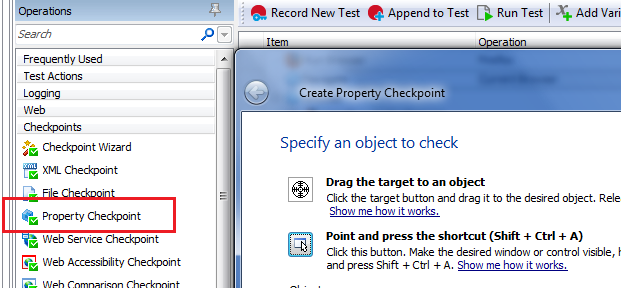 Operations
Record New Test
Append to Test
Run Test
Add Vari
Search
Item
Operation
Frequently Used
Test Actions
Logging
Web
Checkpoints
Create Property Checkpoint
Checkpoint Wizard
Specify an object to check
XML Checkpoint
File Checkpoint
Drag the target to an object
Click the target button and drag it to the desired object. Rele
Show me how it works.
Property Checkpoint
Web Service Checkpoint
Point and press the shortcut (Shift + Ctrl + A)
Click this button. Make the desired window or control visible, h
and press Shift + Ctrl + A. Show me how it works.
Web Accessibility Checkpoint
Web Comparison Checkpoint